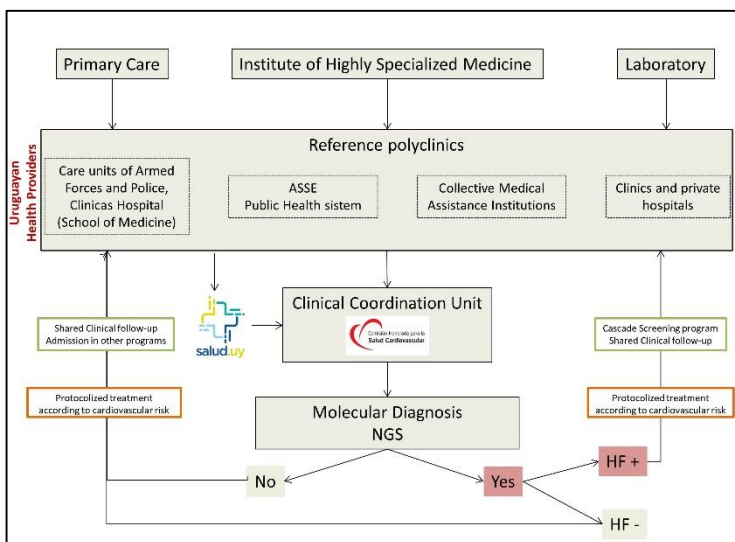 Primary Care
Institute of Highly Specialized Medicine
Laboratory
Uruguayan
Health Providers
Reference polyclinics
Care units of Armed
Forces and Police,
Clinicas Hospital
(School of Medicine)
ASSE
Public Health sistem
Collective Medical
Assistance Institutions
Clinics and private
hospitals
Shared Clinical follow-up
Admission in other programs
salud.uy
Clinical Coordination Unit
Comisión Honoraria para la
Salud Cardiovascular
Cascade Screening program
Shared Clinical follow-up
Protocolized treatment
according to cardiovascular risk
Molecular Diagnosis
NGS
Protocolized treatment
according to cardiovascular risk
No
Yes
HF +
HF -